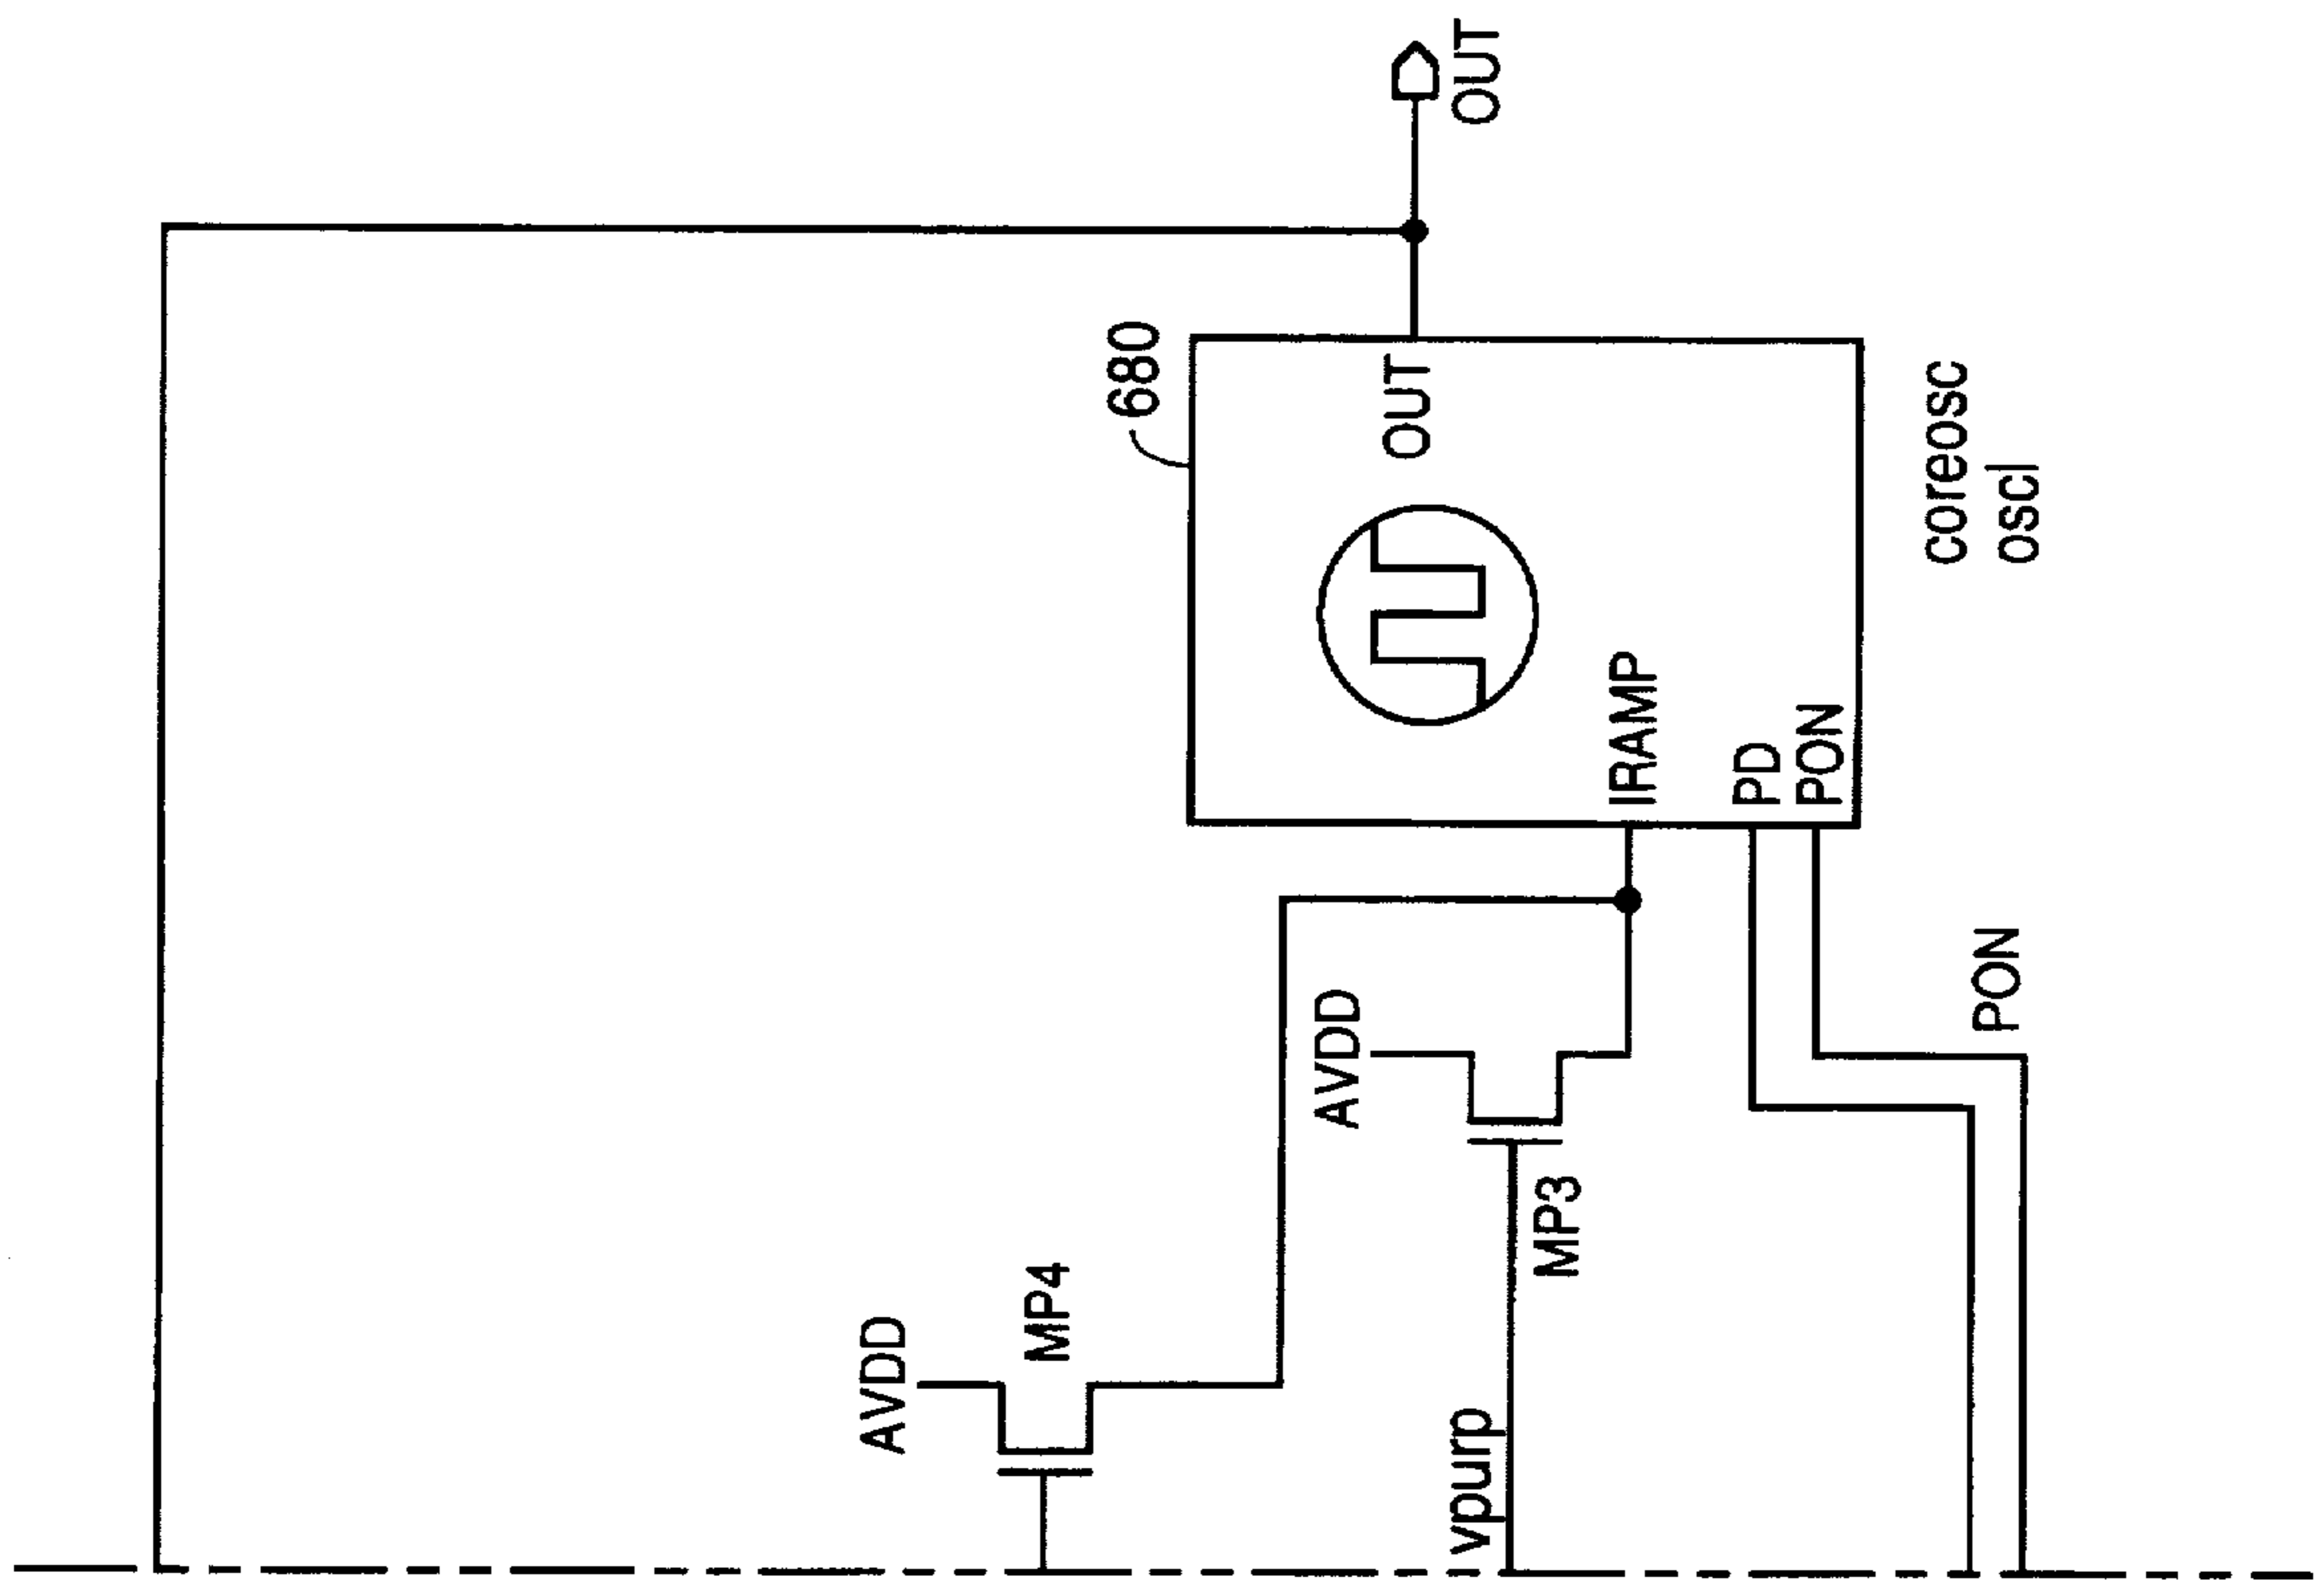 AVDD
MP4
vpurp
AVDD
MP3
PON
680
OUT
IRAMP
PD
PON
coreosc
oscl
OUT